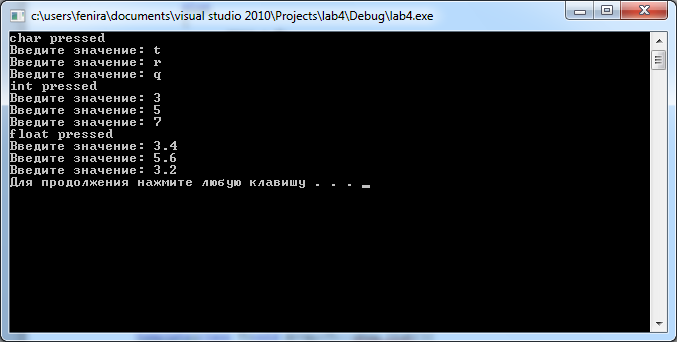 c:\users\fenira\documents\visual studio 2010\Projects\lab4\Debug\lab4.exe
char pressed
Введите значение: t
Введите значение: r
Введите значение: q
int pressed
Введите значение: 3
Введите значение: 5
Введите значение: 7
float pressed
Введите значение: 3.4
Введите значение: 5.6
Введите значение: 3.2
Для продолжения нажмите любую клавишу . . .